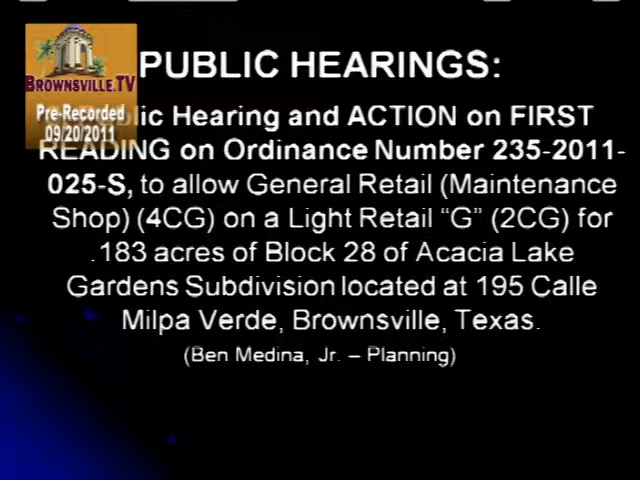 PUBLIC HEARINGS:
BROWNSVILLE.TV
Pre-Recorded
09/20/2011
Hearing and ACTION on FIRST
READING on Ordinance Number 235-2011-
025-S, to allow General Retail (Maintenance
Shop) (4CG) on a Light Retail “G” (2CG) for
.183 acres of Block 28 of Acacia Lake
Gardens Subdivision located at 195 Calle
Milpa Verde, Brownsville, Texas.
(Ben Medina, Jr. – Planning)